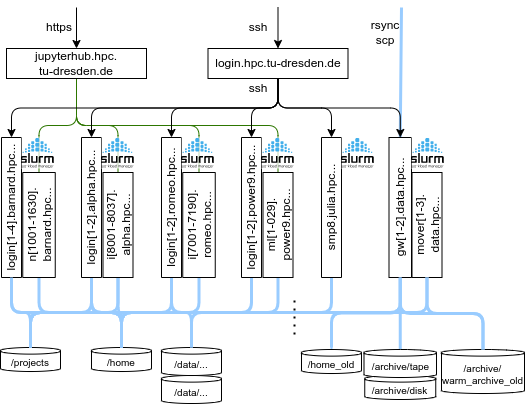 https
ssh
rsync
scp
jupyterhub.hpc.
tu-dresden.de
login.hpc.tu-dresden.de
ssh
slurm
slurm
slurm
slurm
slurm
slurm
login[1-4].barnard.hpc...
n[1001-1630].
barnard.hpc...
login[1-2].alpha.hpc...
i[8001-8037].
alpha.hpc...
login[1-2].romeo.hpc...
i[7001-7190].
romeo.hpc...
login[1-2].power9.hpc...
ml[1-029].
power9.hpc...
smp8.julia.hpc...
gw[1-2].data.hpc...
mover[1-3].
data.hpc...
/projects
/home
/data/...
/data/...
/home_old
/archive/tape
/archive/disk
/archive/
warm_archive_old